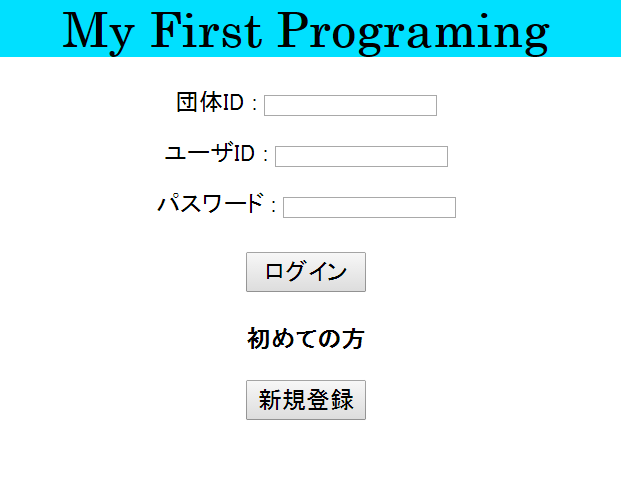 My First Programing
団体ID :
ユーザID :
パスワード :
ログイン
初めての方
新規登録